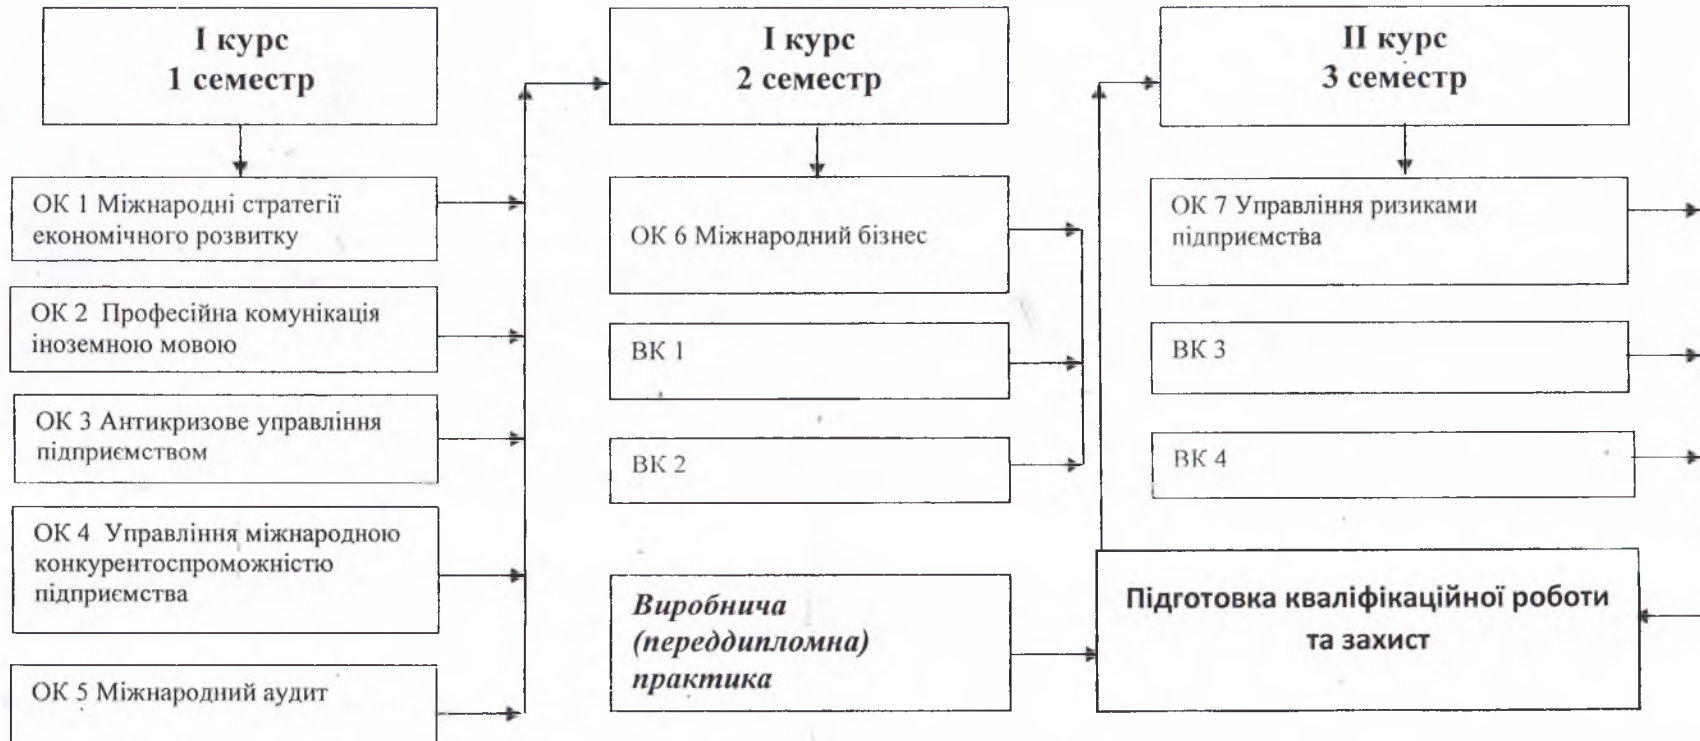 І курс
1 семестр
ОК 1 Міжнародні стратегії
економічного розвитку
ОК 2 Професійна комунікація
іноземною мовою
ОК 3 Антикризове управління
підприємством
ОК 4 Управління міжнародною
конкурентоспроможністю
підприємства
ОК 5 Міжнародний аудит
І курс
2 семестр
ОК 6 Міжнародний бізнес
ВК 1
ВК 2
Виробнича
(переддипломна)
практика
ІІ курс
3 семестр
ОК 7 Управління ризиками
підприємства
ВК 3
ВК 4
Підготовка кваліфікаційної роботи
та захист